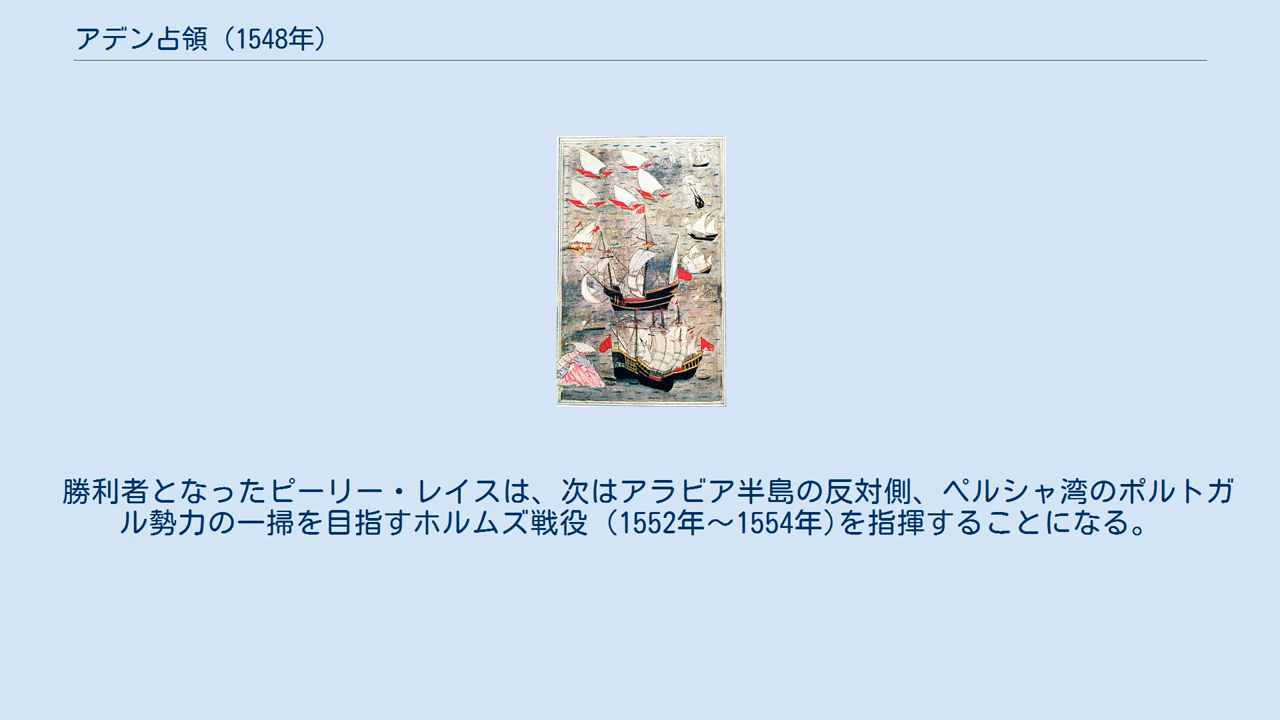 アデン占領（1548年）
勝利者となったピーリー・レイスは、次はアラビア半島の反対側、ペルシャ湾のポルトガ
ル勢力の一掃を目指すホルムズ戦役（1552年～1554年)を指揮することになる。